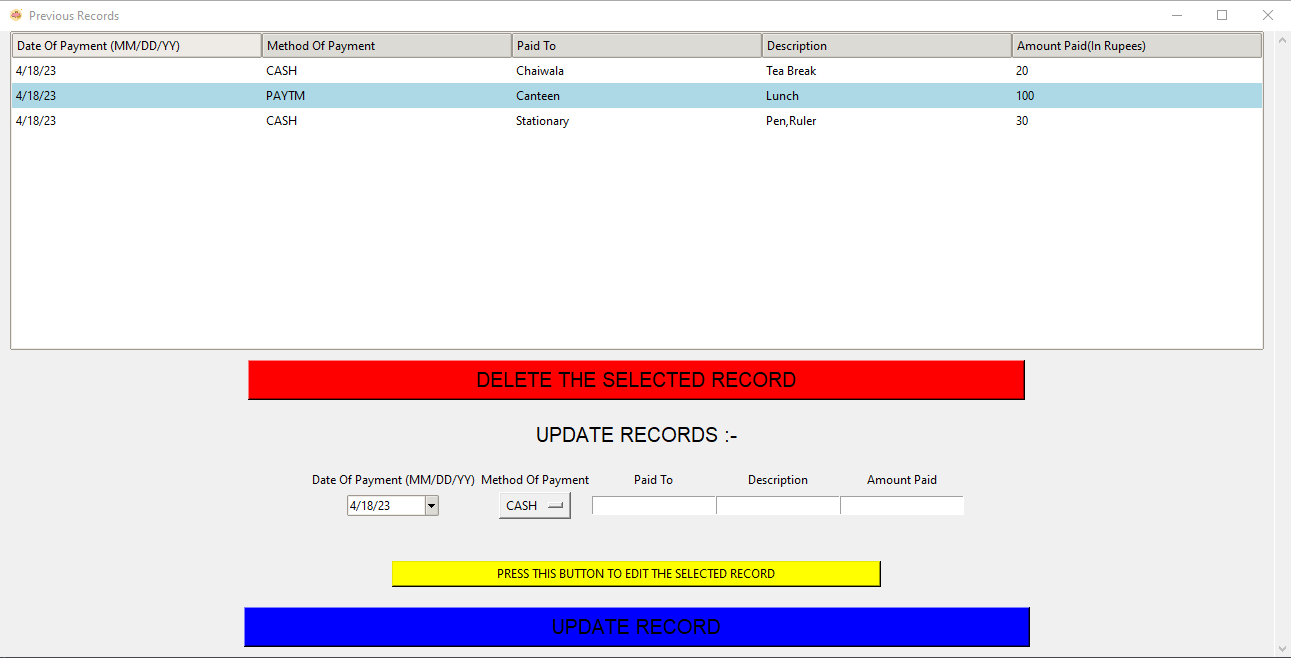 Previous Records
Date Of Payment (MM/DD/YY) Method Of Payment Paid To Description Amount Paid(In Rupees)
4/18/23 CASH Chaiwala Tea Break 20
4/18/23 PAYTM Canteen Lunch 100
4/18/23 CASH Stationary Pen,Ruler 30
DELETE THE SELECTED RECORD
UPDATE RECORDS :-
Date Of Payment (MM/DD/YY) Method Of Payment Paid To Description Amount Paid
4/18/23 CASH
PRESS THIS BUTTON TO EDIT THE SELECTED RECORD
UPDATE RECORD